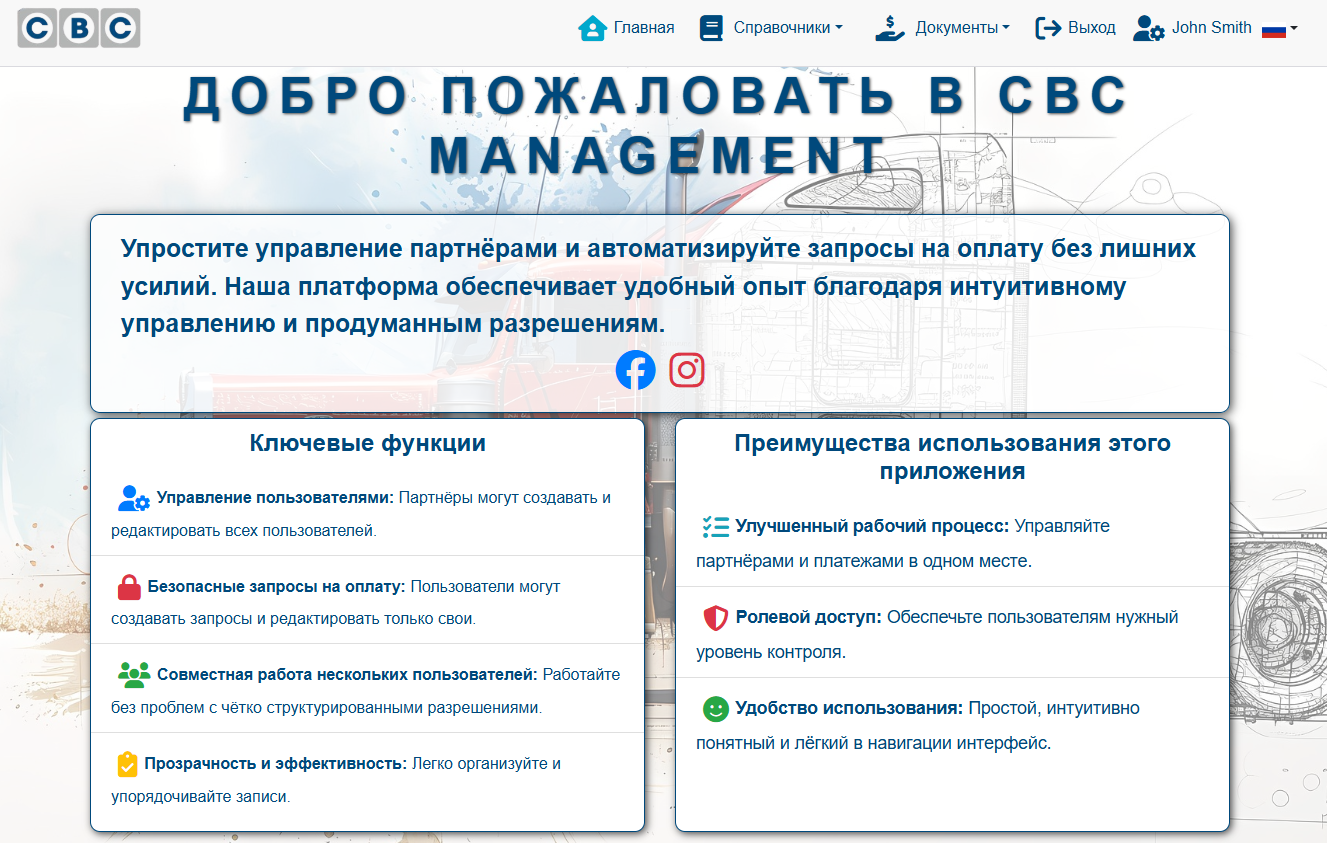 CBC
Главная Справочники Документы Выход John Smith
ДОБРО ПОЖАЛОВАТЬ В CBC
MANAGEMENT
Упростите управление партнёрами и автоматизируйте запросы на оплату без лишних
усилий. Наша платформа обеспечивает удобный опыт благодаря интуитивному
управлению и продуманным разрешениям.
Ключевые функции
Управление пользователями: Партнёры могут создавать и
редактировать всех пользователей.
Безопасные запросы на оплату: Пользователи могут
создавать запросы и редактировать только свои.
Совместная работа нескольких пользователей: Работайте
без проблем с чётко структурированными разрешениями.
Прозрачность и эффективность: Легко организуйте и
упорядочивайте записи.
Преимущества использования этого
приложения
Улучшенный рабочий процесс: Управляйте
партнёрами и платежами в одном месте.
Ролевой доступ: Обеспечьте пользователям нужный
уровень контроля.
Удобство использования: Простой, интуитивно
понятный и лёгкий в навигации интерфейс.